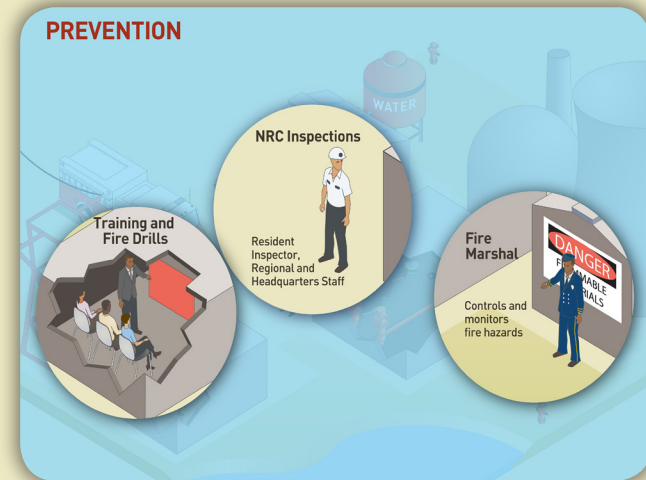 PREVENTION
WATER
NRC Inspections
Resident
Inspector,
Regional and
Headquarters Staff
Training and
Fire Drills
Fire
Marshal
Controls and
monitors
fire hazards
DANGER